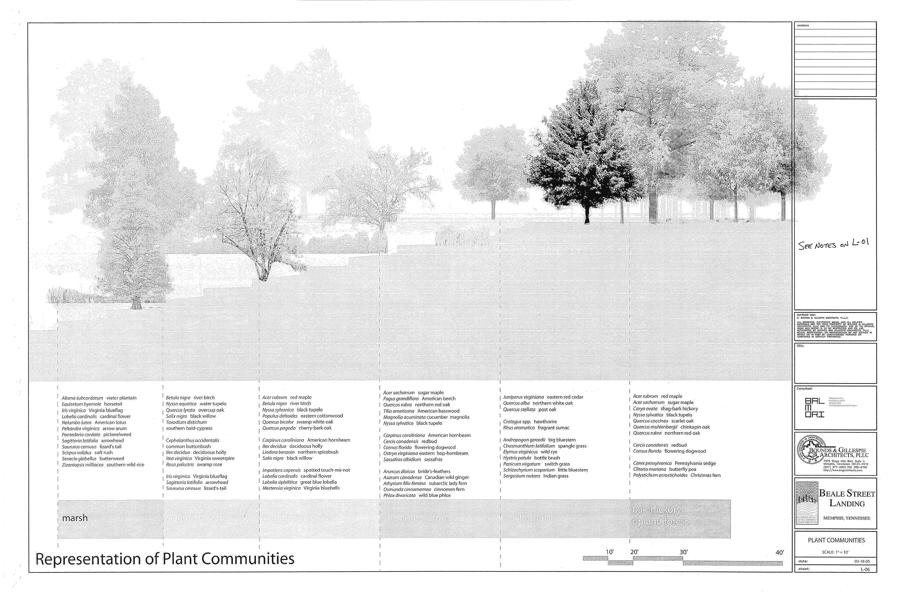 Alisma subcordatum water plantain
Equisetum hyemale horsetail
Iris virginica Virginia blueflag
Lobelia cardinalis cardinal flower
Nelumbo lutea American lotus
Peltandra virginica arrow arum
Pontederia cordata pickerelweed
Sagittaria latifolia arrowhead
Saururus cernuus lizard's tail
Scirpus validus soft rush
Senecio glabellus butterweed
Zizaniopsis miliacea southern wild rice
Betula nigra river birch
Nyssa aquatica water tupelo
Quercus lyrata overcup oak
Salix nigra black willow
Taxodium distichum
southern bald cypress
Cephalanthus occidentalis
common buttonbush
Ilex decidua deciduous holly
Itea virginica Virginia sweetspire
Rosa palustris swamp rose
Iris virginica Virginia blueflag
Sagittaria latifolia arrowhead
Saururus cernuus lizard's tail
Acer rubrum red maple
Betula nigra river birch
Nyssa sylvatica black tupelo
Populus deltoides eastern cottonwood
Quercus bicolor swamp white oak
Quercus pagoda cherry-bark oak
Carpinus caroliniana American hornbeam
Ilex decidua deciduous holly
Lindera benzoin northern spicebush
Salix nigra black willow
Impatiens capensis spotted touch-me-not
Lobelia cardinalis cardinal flower
Lobelia siphilitica great blue lobelia
Mertensia virginica Virginia bluebells
Acer saccharum sugar maple
Fagus grandifolia American beech
Quercus rubra northern red oak
Tilia americana American basswood
Magnolia acuminata cucumber magnolia
Nyssa sylvatica black tupelo
Carpinus caroliniana American hornbeam
Cercis canadensis redbud
Cornus florida flowering dogwood
Ostrya virginiana eastern hop-hornbeam
Sassafras albidum sassafras
Aruncus dioicus bride's-feathers
Asarum canadense Canadian wild ginger
Athyrium filix-femina subarctic lady fern
Osmunda cinnamomea cinnamon fern
Phlox divaricata wild blue phlox
Juniperus virginiana eastern red cedar
Quercus alba northern white oak
Quercus stellata post oak
Crataegus spp. hawthorne
Rhus aromatica fragrant sumac
Andropogon gerardii big bluestem
Chasmanthium latifolium spangle grass
Elymus virginicus wild rye
Hystrix patula bottle brush
Panicum virgatum switch grass
Schizachyrium scoparium little bluestem
Sorgastrum nutans indian grass
Acer rubrum red maple
Acer saccharum sugar maple
Carya ovata shag-bark hickory
Nyssa sylvatica black tupelo
Quercus coccinea scarlet oak
Quercus muhlenbergii chinkapin oak
Quercus rubra northern red oak
Cercis canadensis redbud
Cornus florida flowering dogwood
Carex pensylvanica Pennsylvania sedge
Clitoria mariana butterfly pea
Polystichum acrostichoides Christmas fern
marsh
Representation of Plant Communities
10' 20' 30' 40'
SEE NOTES ON L-01
BAL
M
ORI
BOUNDS & GILLESPIE
ARCHITECTS, PLLC
BEALE STREET
LANDING
MEMPHIS, TENNESSEE
PLANT COMMUNITIES
SCALE: 1" = 10'
L-06